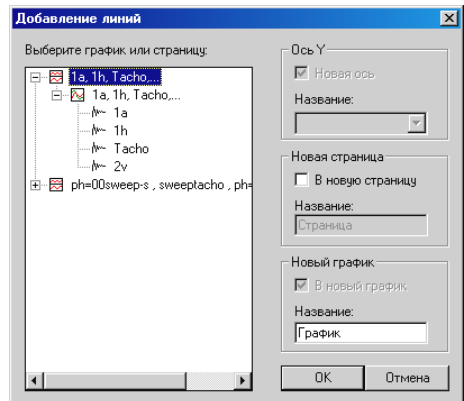 Добавление линий
Выберите график или страницу:
1a, 1h, Tacho,...
1a, 1h, Tacho,...
1a
1h
Tacho
2v
ph=00sweep-s , sweeptacho , ph=
Ось Y
Новая ось
Название:
Новая страница
В новую страницу
Название:
Страница
Новый график
В новый график
Название:
График
OK
Отмена